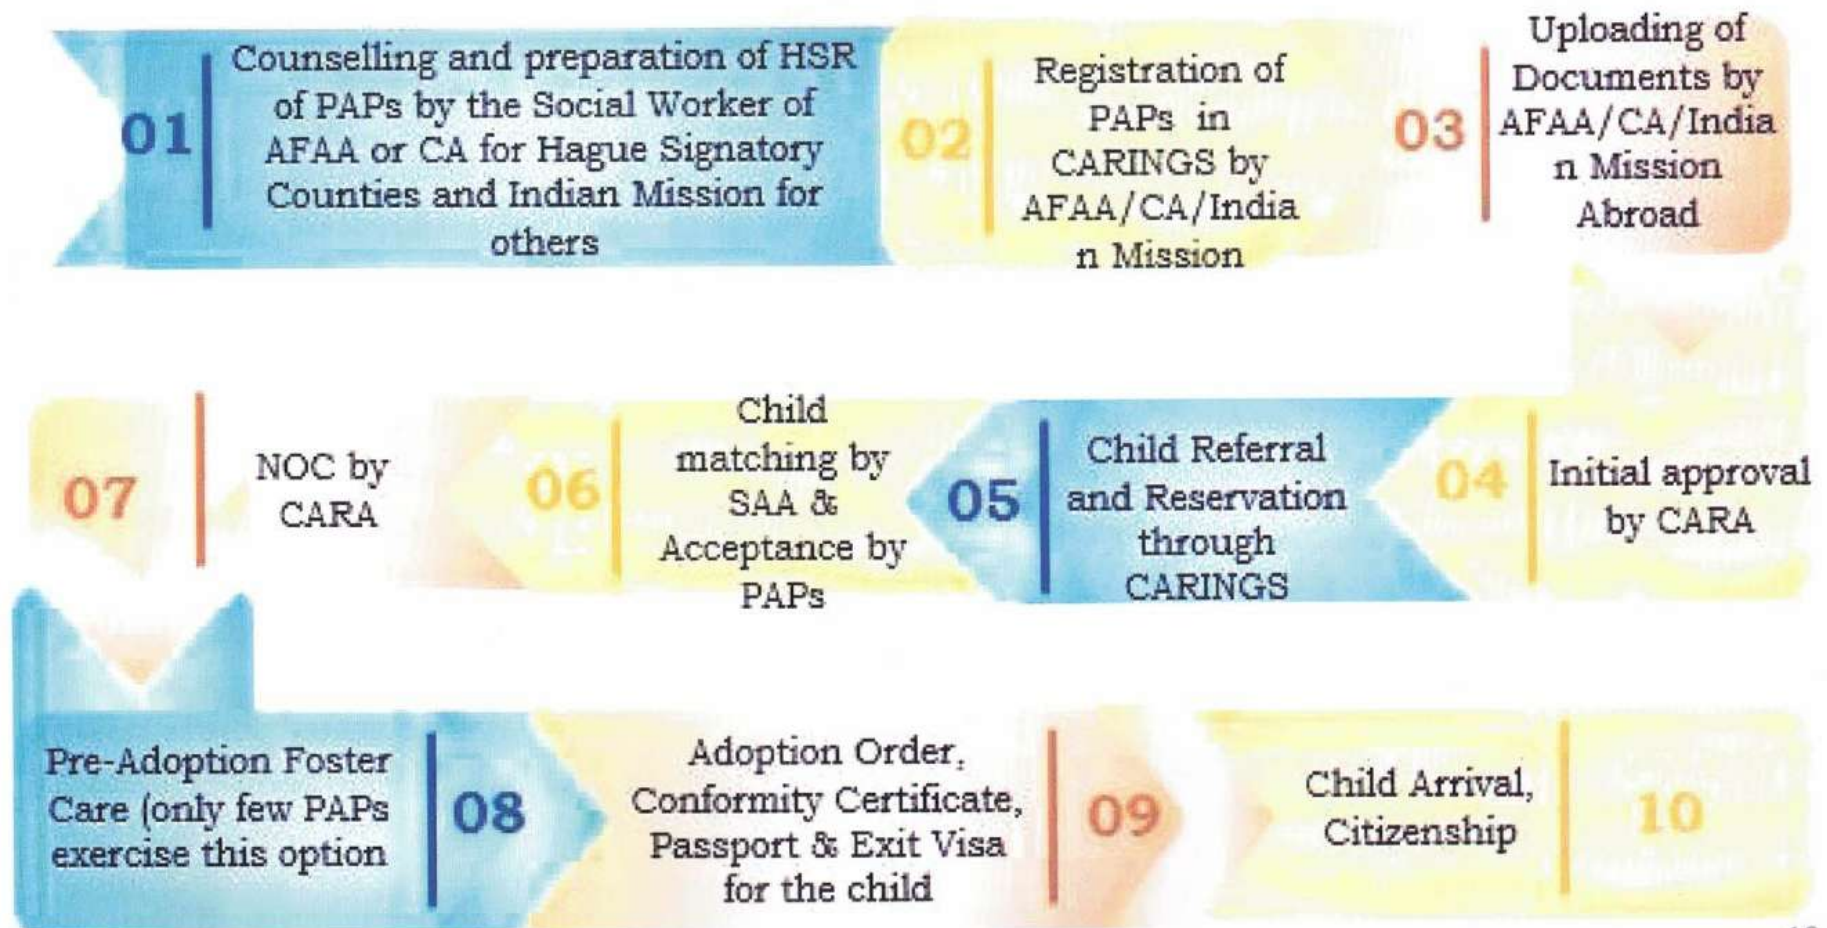 01
Counselling and preparation of HSR
of PAPs by the Social Worker of
AFAA or CA for Hague Signatory
Counties and Indian Mission for
others
02
Registration of
PAPs in
CARINGS by
AFAA/CA/India
n Mission
03
Uploading of
Documents by
AFAA/CA/India
n Mission
Abroad
04
Initial approval
by CARA
05
Child Referral
and Reservation
through
CARINGS
06
Child
matching by
SAA &
Acceptance by
PAPs
07
NOC by
CARA
Pre-Adoption Foster
Care (only few PAPs
exercise this option
08
Adoption Order,
Conformity Certificate,
Passport & Exit Visa
for the child
09
Child Arrival,
Citizenship
10